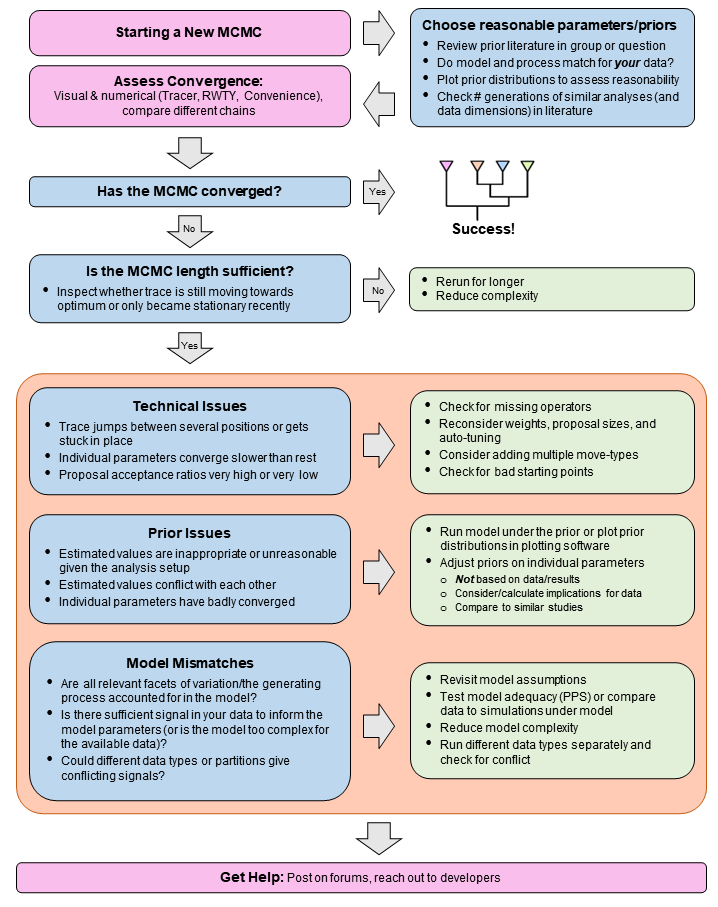 Starting a New MCMC
Choose reasonable parameters/priors
• Review prior literature in group or question
• Do model and process match for your data?
• Plot prior distributions to assess reasonability
• Check # generations of similar analyses (and
data dimensions) in literature
Assess Convergence:
Visual & numerical (Tracer, RWTY, Convenience),
compare different chains
Has the MCMC converged?
Yes
Success!
No
Is the MCMC length sufficient?
• Inspect whether trace is still moving towards
optimum or only became stationary recently
No
• Rerun for longer
• Reduce complexity
Yes
Technical Issues
• Trace jumps between several positions or gets
stuck in place
• Individual parameters converge slower than rest
• Proposal acceptance ratios very high or very low
• Check for missing operators
• Reconsider weights, proposal sizes, and
auto-tuning
• Consider adding multiple move-types
• Check for bad starting points
Prior Issues
• Estimated values are inappropriate or unreasonable
given the analysis setup
• Estimated values conflict with each other
• Individual parameters have badly converged
• Run model under the prior or plot prior
distributions in plotting software
• Adjust priors on individual parameters
o Not based on data/results
o Consider/calculate implications for data
o Compare to similar studies
Model Mismatches
• Are all relevant facets of variation/the generating
process accounted for in the model?
• Is there sufficient signal in your data to inform the
model parameters (or is the model too complex for
the available data)?
• Could different data types or partitions give
conflicting signals?
• Revisit model assumptions
• Test model adequacy (PPS) or compare
data to simulations under model
• Reduce model complexity
• Run different data types separately and
check for conflict
Get Help: Post on forums, reach out to developers